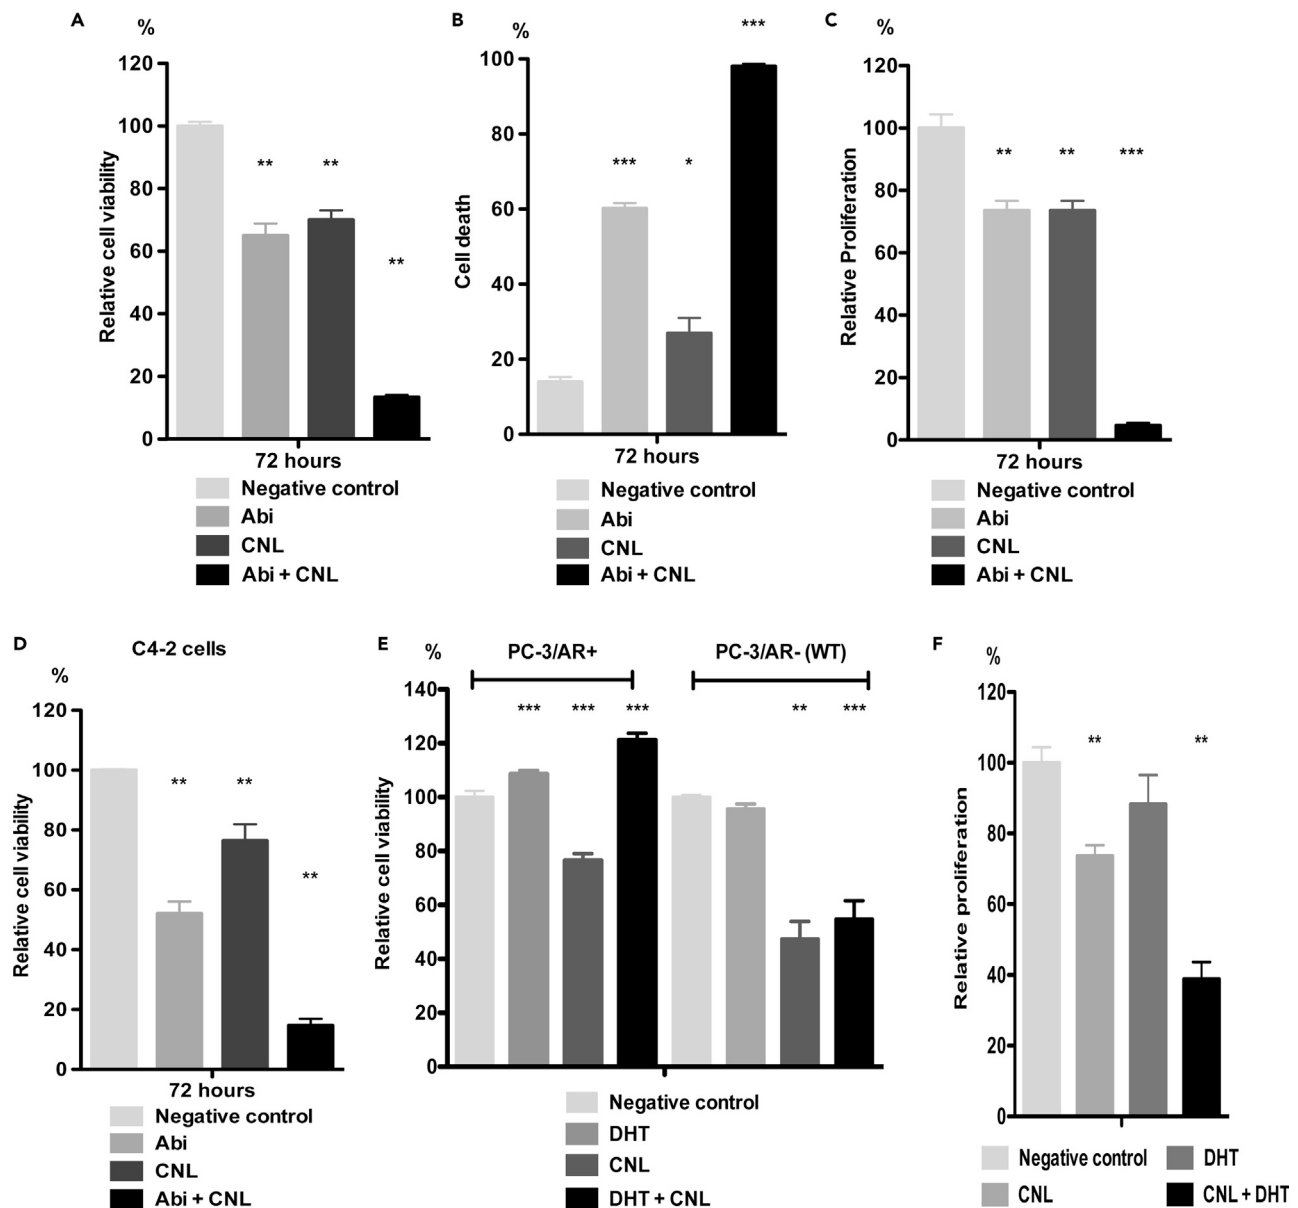 A
%
120
100
80
60
40
20
0
Relative cell viability
**
**
**
72 hours
Negative control
Abi
CNL
Abi + CNL
B
%
100
80
60
40
20
0
Cell death
***
*
***
72 hours
Negative control
Abi
CNL
Abi + CNL
C
%
120
100
80
60
40
20
0
Relative Proliferation
**
**
***
72 hours
Negative control
Abi
CNL
Abi + CNL
D
C4-2 cells
%
120
100
80
60
40
20
0
Relative cell viability
**
**
**
72 hours
Negative control
Abi
CNL
Abi + CNL
E
%
PC-3/AR+
PC-3/AR- (WT)
140
120
100
80
60
40
20
0
Relative cell viability
***
***
***
**
***
Negative control
DHT
CNL
DHT + CNL
F
%
120
100
80
60
40
20
0
Relative proliferation
**
**
Negative control
DHT
CNL
CNL + DHT